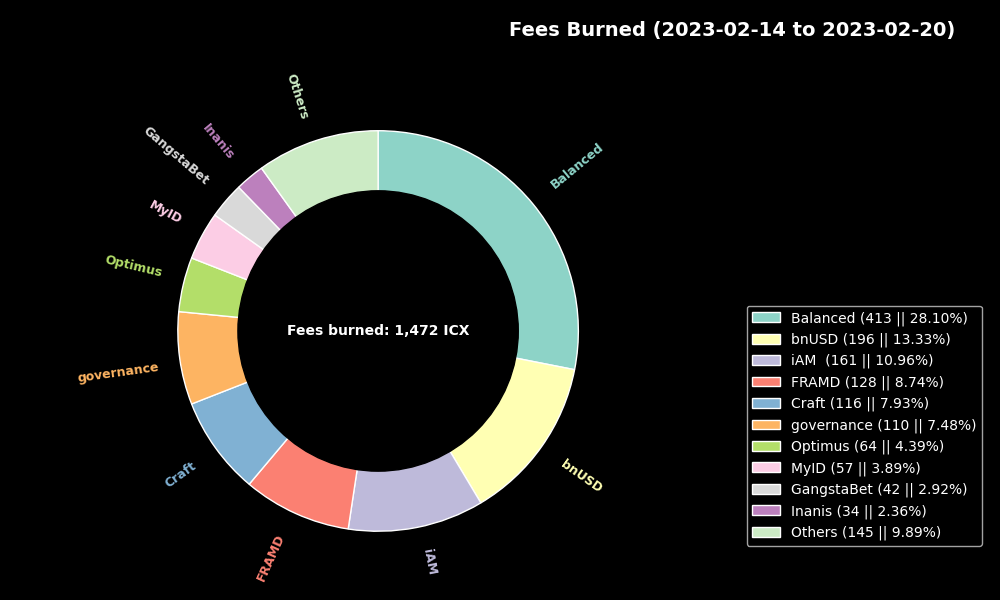 Fees Burned (2023-02-14 to 2023-02-20)
Others
Inanis
GangstaBet
MyID
Optimus
governance
Craft
FRAMD
iAM
bnUSD
Balanced
Fees burned: 1,472 ICX
Balanced (413 || 28.10%)
bnUSD (196 || 13.33%)
iAM  (161 || 10.96%)
FRAMD (128 || 8.74%)
Craft (116 || 7.93%)
governance (110 || 7.48%)
Optimus (64 || 4.39%)
MyID (57 || 3.89%)
GangstaBet (42 || 2.92%)
Inanis (34 || 2.36%)
Others (145 || 9.89%)